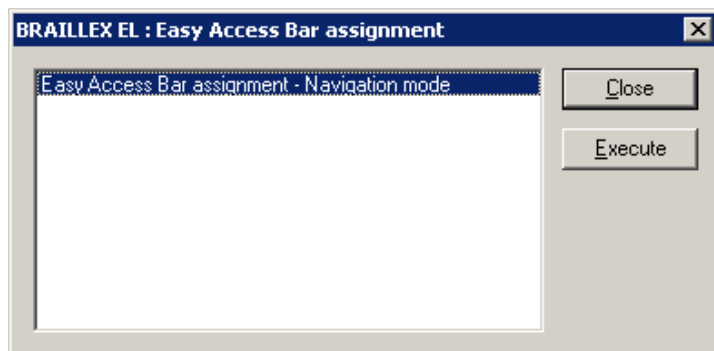 BRAILLEX EL : Easy Access Bar assignment
Easy Access Bar assignment - Navigation mode
Close
Execute